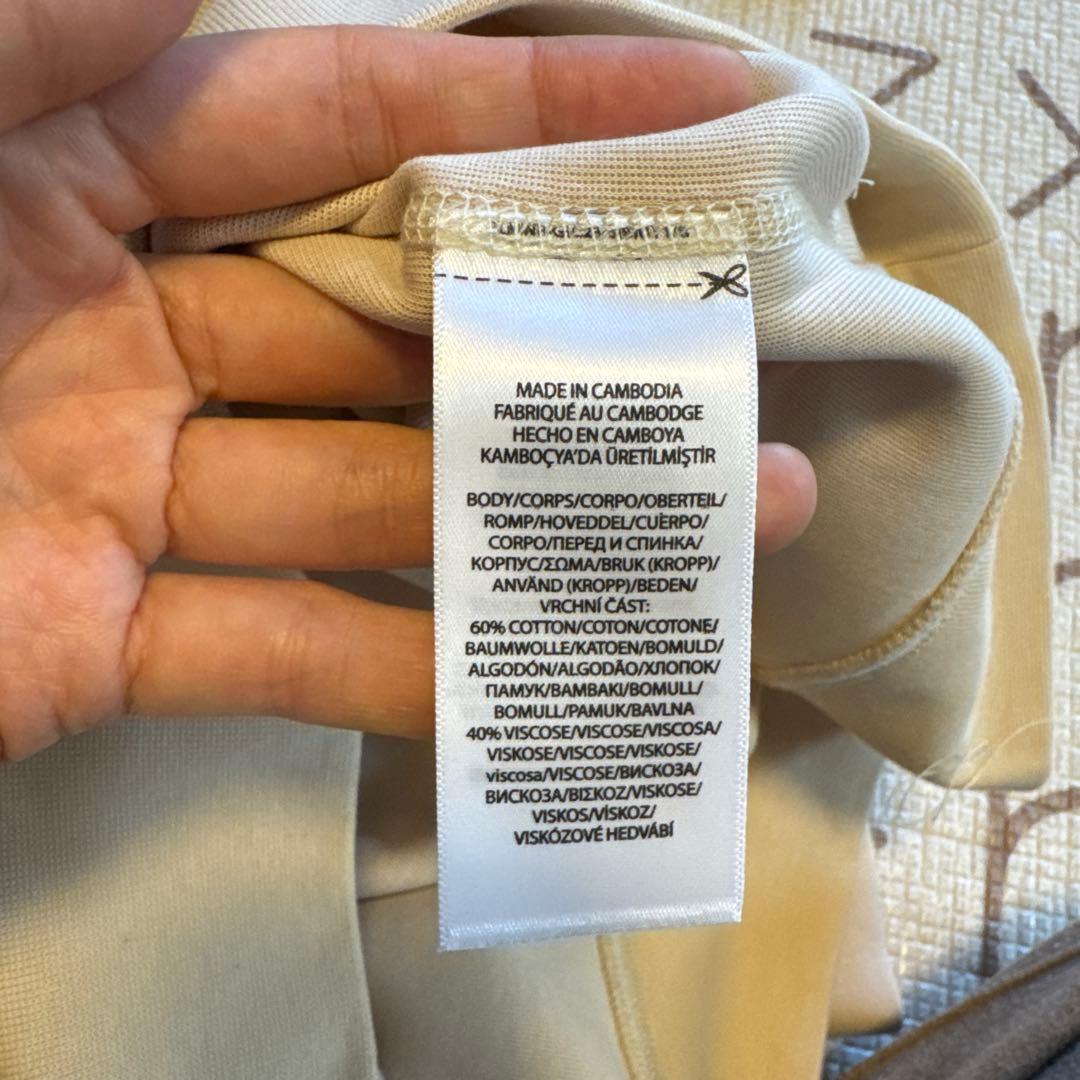 MADE IN CAMBODIA
FABRIQUÉ AU CAMBODGE
HECHO EN CAMBOYA
KAMBOÇYA'DA ÜRETİLMİŞTİR
BODY/CORPS/CORPO/OBERTEIL/
ROMP/HOVEDDEL/CUERPO/
CORPO/ПЕРЕД И СПИНКА/
КОРПУС/ΣΩΜΑ/BRUK (KROPP)/
ANVÄND (KROPP)/BEDEN/
VRCHNÍ ČÁST:
60% COTTON/COTON/COTONE/
BAUMWOLLE/KATOEN/BOMULD/
ALGODÓN/ALGODÃO/ХЛОПОК/
ПАМУК/ΒΑΜΒΑΚΙ/BOMULL/
BOMULL/PAMUK/BAVLNA
40% VISCOSE/VISCOSE/VISCOSA/
VISKOSE/VISCOSE/VISKOSE/
viscosa/VISCOSE/ВИСКОЗА/
ВИСКОЗА/ΒΙΣΚΟΖ/VISKOSE/
VISKOS/VİSKOZ/
VISKÓZOVÉ HEDVÁBÍ